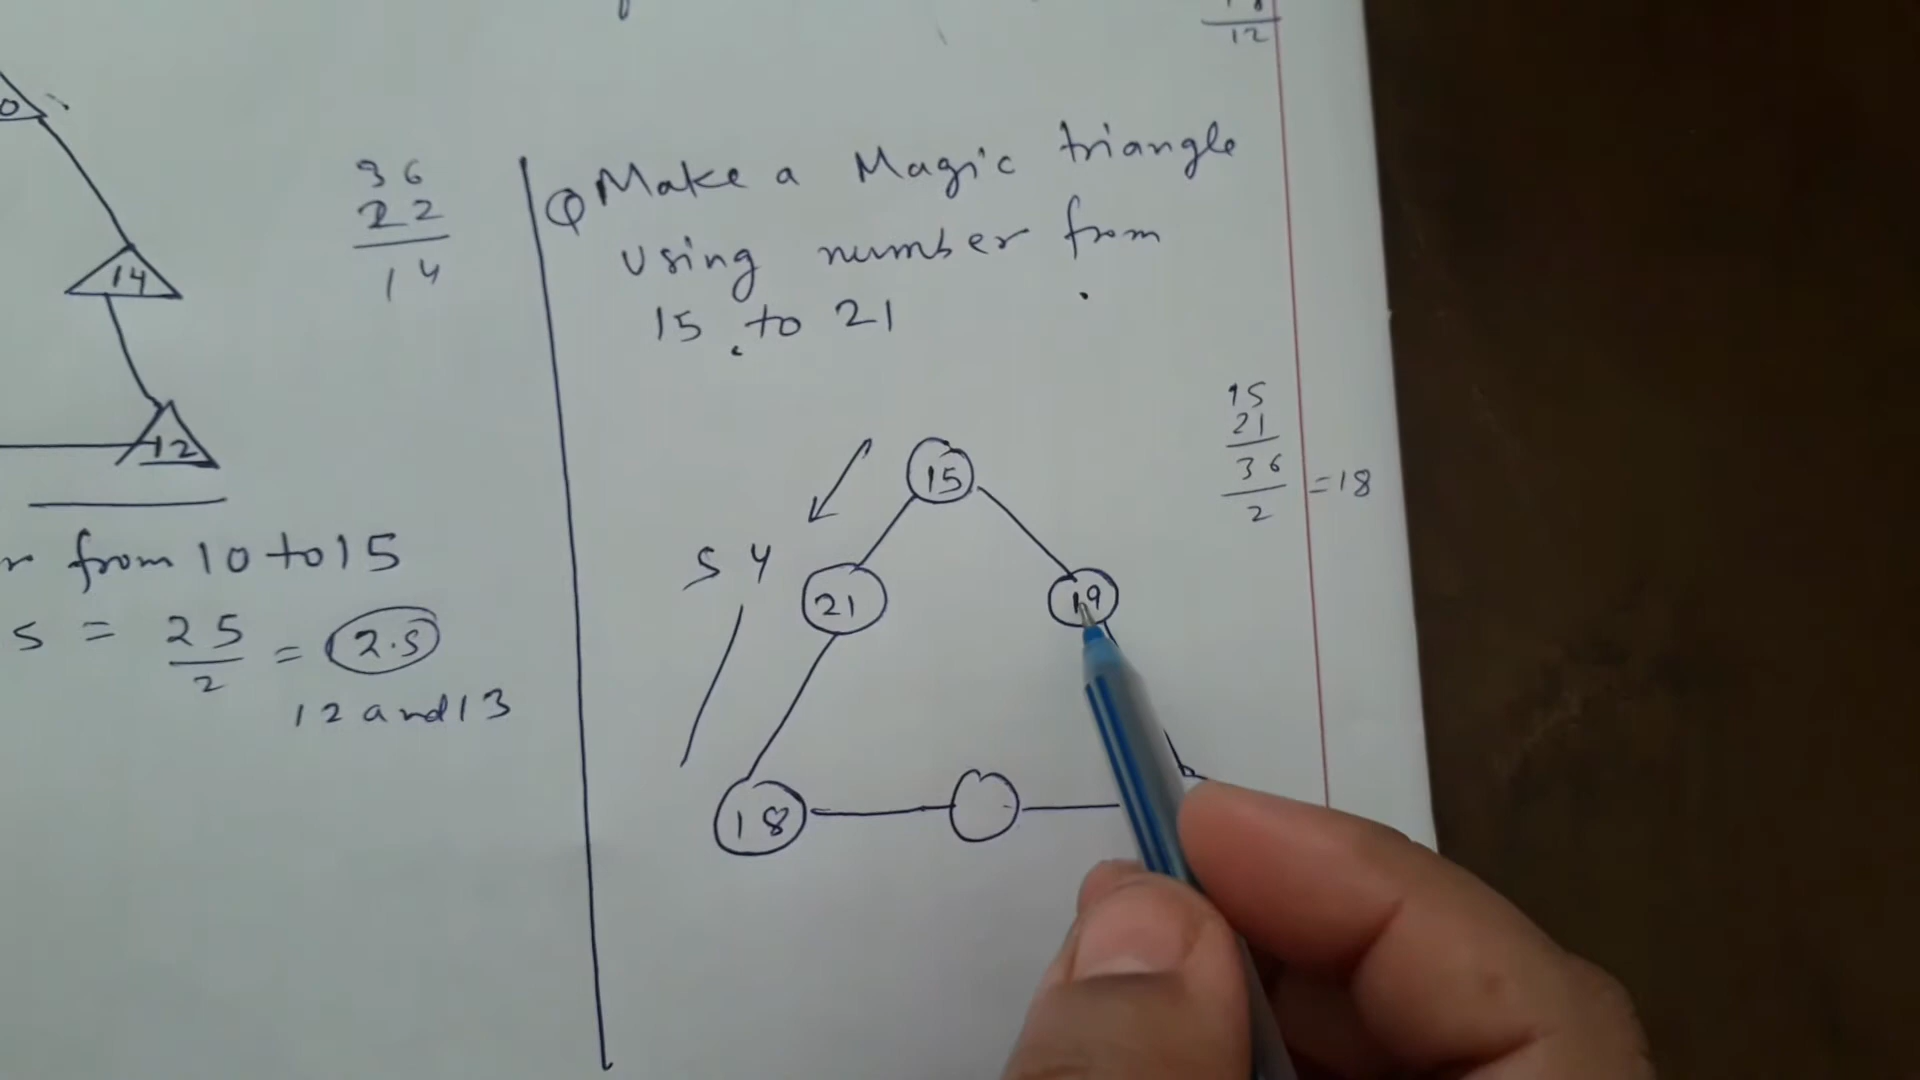 12
0
14
12
36
22
14
r from 10 to 15
s = 25/2 = 2.5
12 and 13
Q Make a Magic triangle
using number from
15 to 21
15
21
36
2
=18
15
54
21
19
18